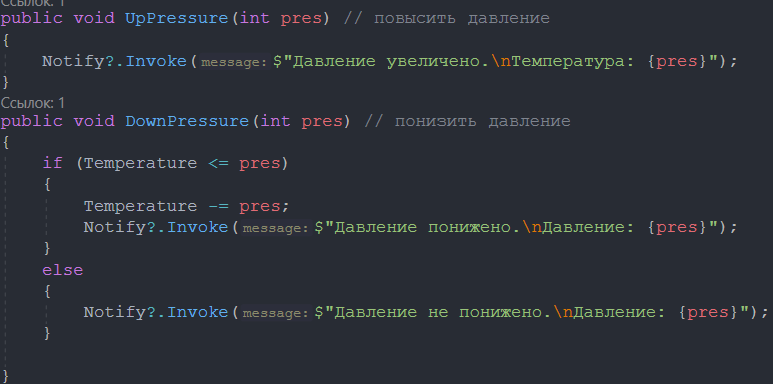 Ссылок: 1
public void UpPressure(int pres) // повысить давление
{
Notify?.Invoke(message:$"Давление увеличено.\nТемпература: {pres}");
}
Ссылок: 1
public void DownPressure(int pres) // понизить давление
{
if (Temperature <= pres)
{
Temperature -= pres;
Notify?.Invoke(message:$"Давление понижено.\nДавление: {pres}");
}
else
{
Notify?.Invoke(message:$"Давление не понижено.\nДавление: {pres}");
}
}